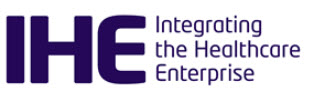 IHE
Integrating
the Healthcare
Enterprise